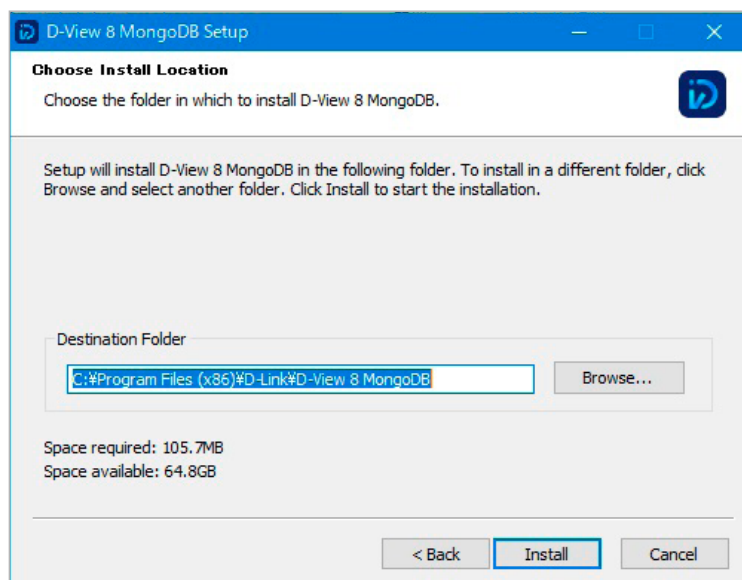 D-View 8 MongoDB Setup
Choose Install Location
Choose the folder in which to install D-View 8 MongoDB.
Setup will install D-View 8 MongoDB in the following folder. To install in a different folder, click
Browse and select another folder. Click Install to start the installation.
Destination Folder
C:¥Program Files (x86)¥D-Link¥D-View 8 MongoDB
Browse...
Space required: 105.7MB
Space available: 64.8GB
< Back
Install
Cancel